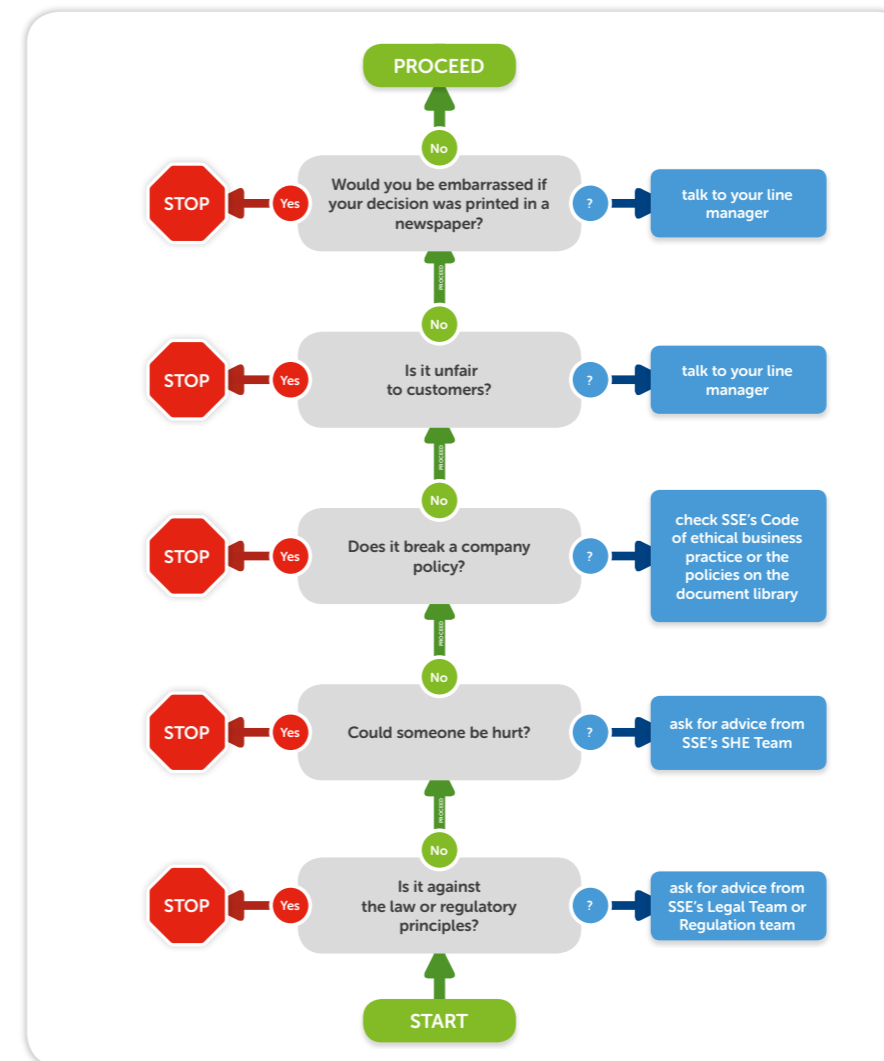 PROCEED
No
Would you be embarrassed if
your decision was printed in a
newspaper?
STOP
Yes
?
talk to your line
manager
PROCEED
No
Is it unfair
to customers?
STOP
Yes
?
talk to your line
manager
PROCEED
No
Does it break a company
policy?
STOP
Yes
?
check SSE’s Code
of ethical business
practice or the
policies on the
document library
PROCEED
No
Could someone be hurt?
STOP
Yes
?
ask for advice from
SSE’s SHE Team
PROCEED
No
Is it against
the law or regulatory
principles?
STOP
Yes
?
ask for advice from
SSE’s Legal Team or
Regulation team
START